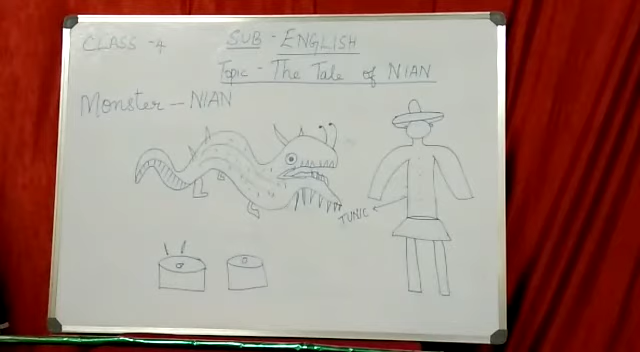 CLASS - 4
SUB - ENGLISH
Topic - The Tale of NIAN
Monster - NIAN
TUNIC